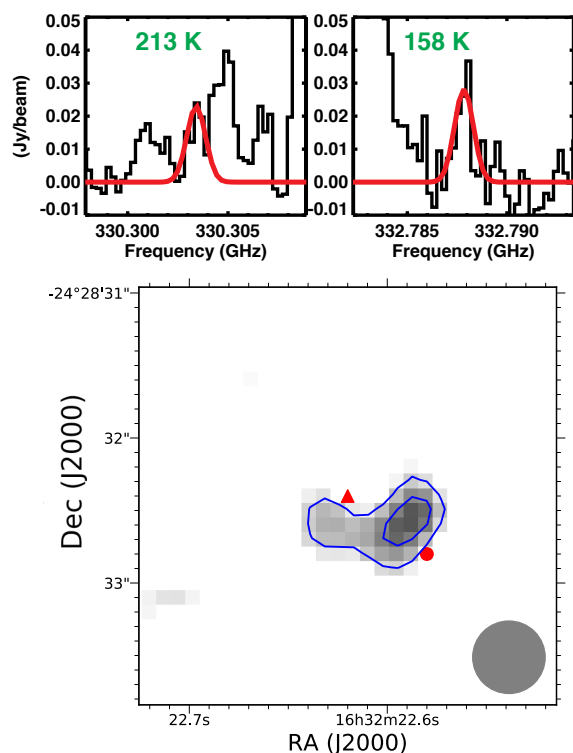 213 K
158 K
(Jy/beam)
0.05
0.04
0.03
0.02
0.01
0.00
-0.01
330.300
330.305
Frequency (GHz)
0.05
0.04
0.03
0.02
0.01
0.00
-0.01
332.785
332.790
Frequency (GHz)
-24°28'31"
32"
33"
Dec (J2000)
22.7s
16h32m22.6s
RA (J2000)